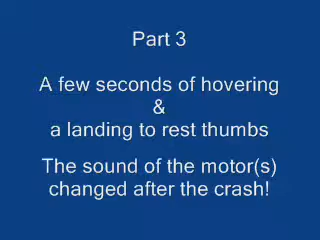 Part 3
A few seconds of hovering
&
a landing to rest thumbs
The sound of the motor(s)
changed after the crash!